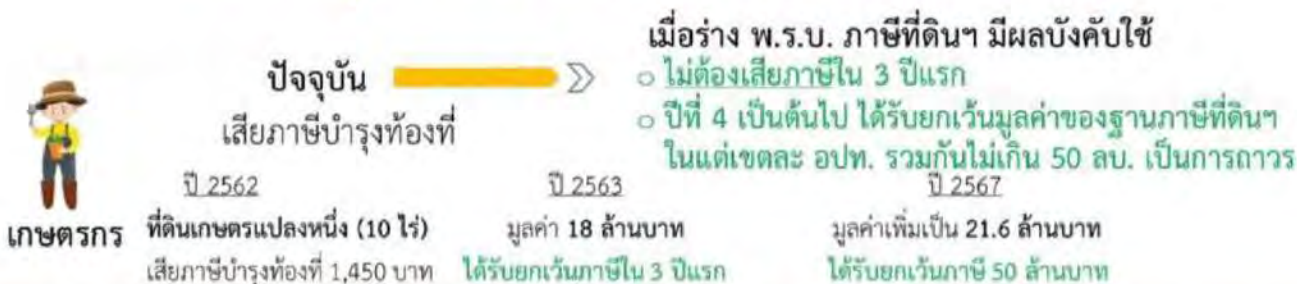 เมื่อร่าง พ.ร.บ. ภาษีที่ดินฯ มีผลบังคับใช้
ปัจจุบัน
เสียภาษีบำรุงท้องที่
○ ไม่ต้องเสียภาษีใน 3 ปีแรก
○ ปีที่ 4 เป็นต้นไป ได้รับยกเว้นมูลค่าของฐานภาษีที่ดินฯ
ในแต่เขตละ อปท. รวมกันไม่เกิน 50 ลบ. เป็นการถาวร
เกษตรกร
ปี 2562
ที่ดินเกษตรแปลงหนึ่ง (10 ไร่)
เสียภาษีบำรุงท้องที่ 1,450 บาท
ปี 2563
มูลค่า 18 ล้านบาท
ได้รับยกเว้นภาษีใน 3 ปีแรก
ปี 2567
มูลค่าเพิ่มเป็น 21.6 ล้านบาท
ได้รับยกเว้นภาษี 50 ล้านบาท